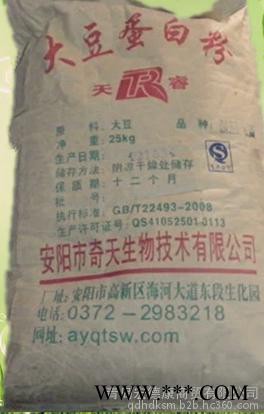 大豆蛋白粉
天 TR 睿
原 料：大豆 品 种：
净 重：25kg
生产日期：
储存方法：阴凉干燥处储存
保 质 期：十二个月
批 号：
执行标准：GB/T22493-2008
生产许可证号：QS41052501 0113
安阳市奇天生物技术有限公司
厂址：安阳市高新区海河大道东段生化园
电话：0372-2983218
网址：ayqtsw.com
qdhdksm.b2b.hc360.com
www.***.COM